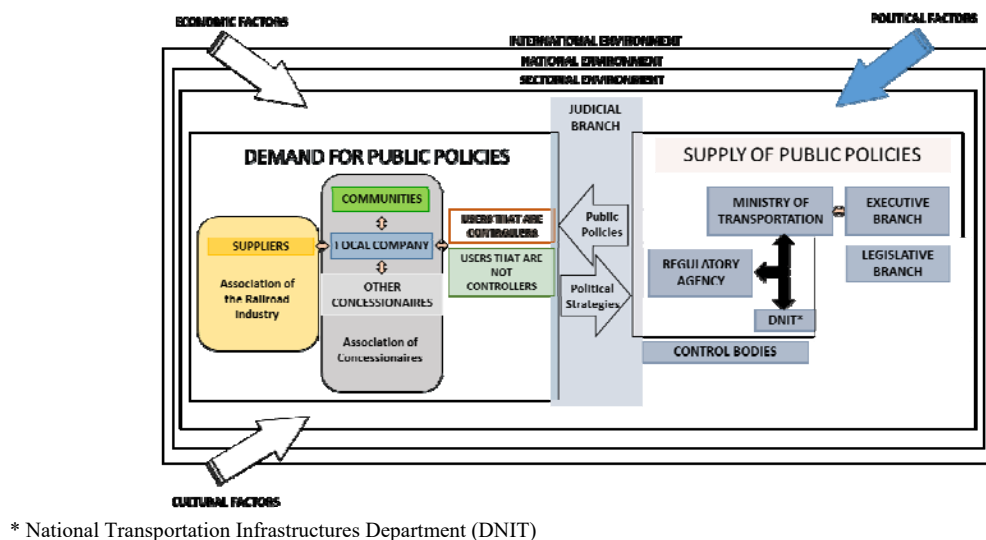 ECONOMIC FACTORS
POLITICAL FACTORS
INTERNATIONAL ENVIRONMENT
NATIONAL ENVIRONMENT
SECTORIAL ENVIRONMENT
JUDICIAL
BRANCH
DEMAND FOR PUBLIC POLICIES
SUPPLY OF PUBLIC POLICIES
COMMUNITIES
SUPPLIERS
FOCAL COMPANY
USERS THAT ARE
CONTROLLERS
USERS THAT ARE
NOT
CONTROLLERS
Association of
the Railroad
Industry
OTHER
CONCESSIONAIRES
Association of
Concessionaires
Public
Policies
Political
Strategies
MINISTRY OF
TRANSPORTATION
EXECUTIVE
BRANCH
REGULATORY
AGENCY
LEGISLATIVE
BRANCH
DNIT*
CONTROL BODIES
CULTURAL FACTORS
* National Transportation Infrastructures Department (DNIT)